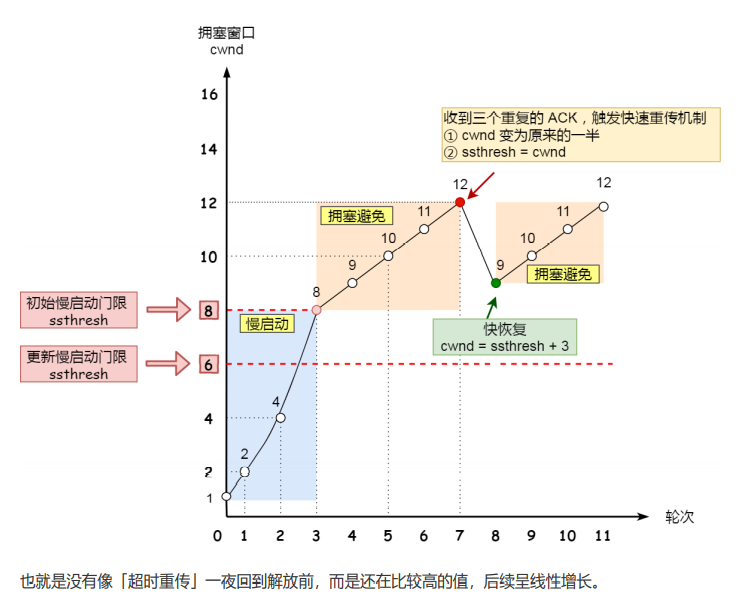 拥塞窗口
cwnd
16
14
12
10
8
6
4
2
1
0 1 2 3 4 5 6 7 8 9 10 11
轮次
初始慢启动门限
ssthresh
更新慢启动门限
ssthresh
慢启动
2
4
8
9
10
11
12
拥塞避免
收到三个重复的 ACK，触发快速重传机制
① cwnd 变为原来的一半
② ssthresh = cwnd
9
10
11
12
拥塞避免
快恢复
cwnd = ssthresh + 3
也就是没有像「超时重传」一夜回到解放前，而是还在比较高的值，后续呈线性增长。